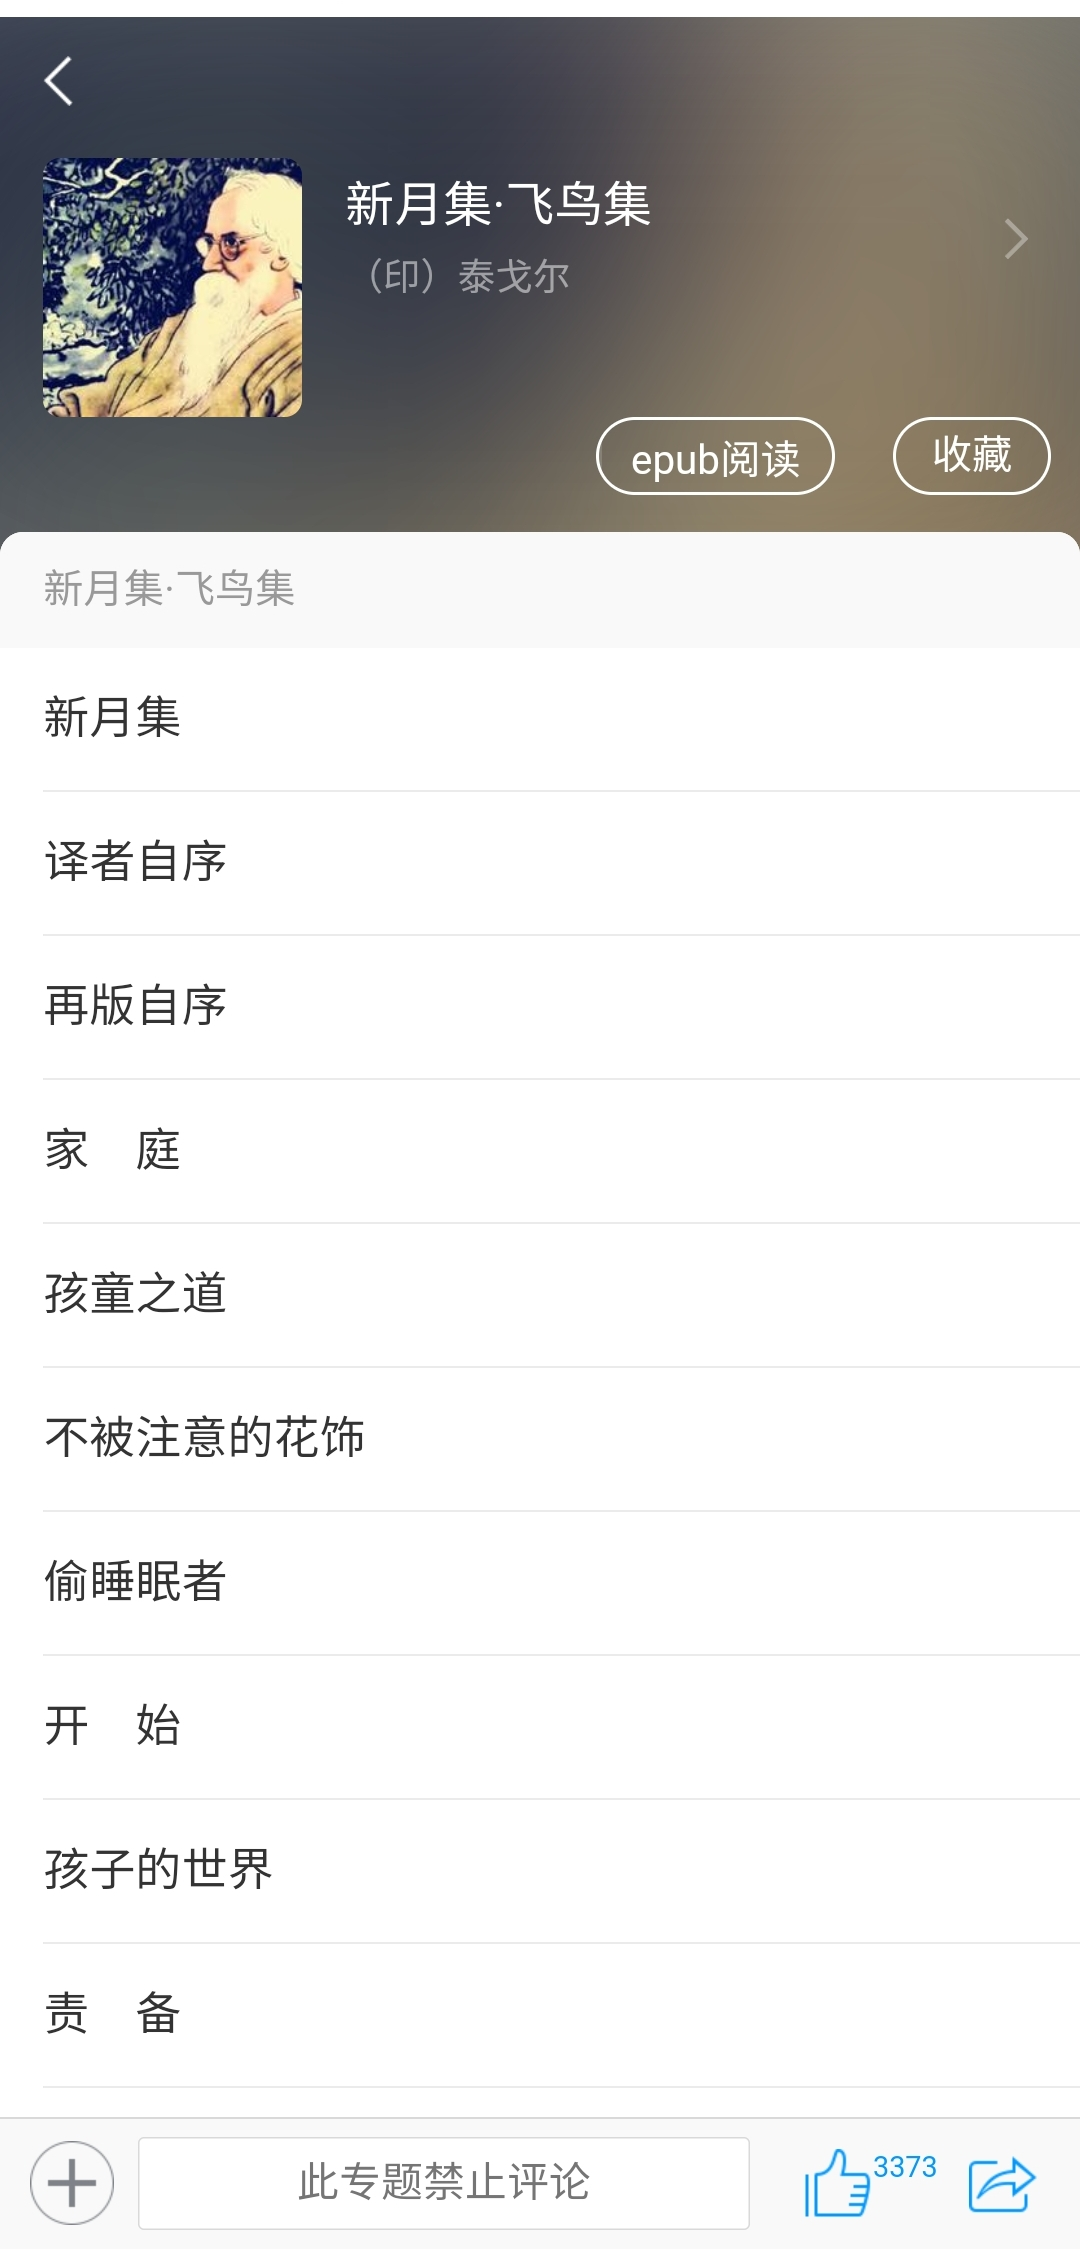 新月集·飞鸟集
（印）泰戈尔
epub阅读 收藏
新月集·飞鸟集
新月集
译者自序
再版自序
家　庭
孩童之道
不被注意的花饰
偷睡眠者
开　始
孩子的世界
责　备
此专题禁止评论 3373